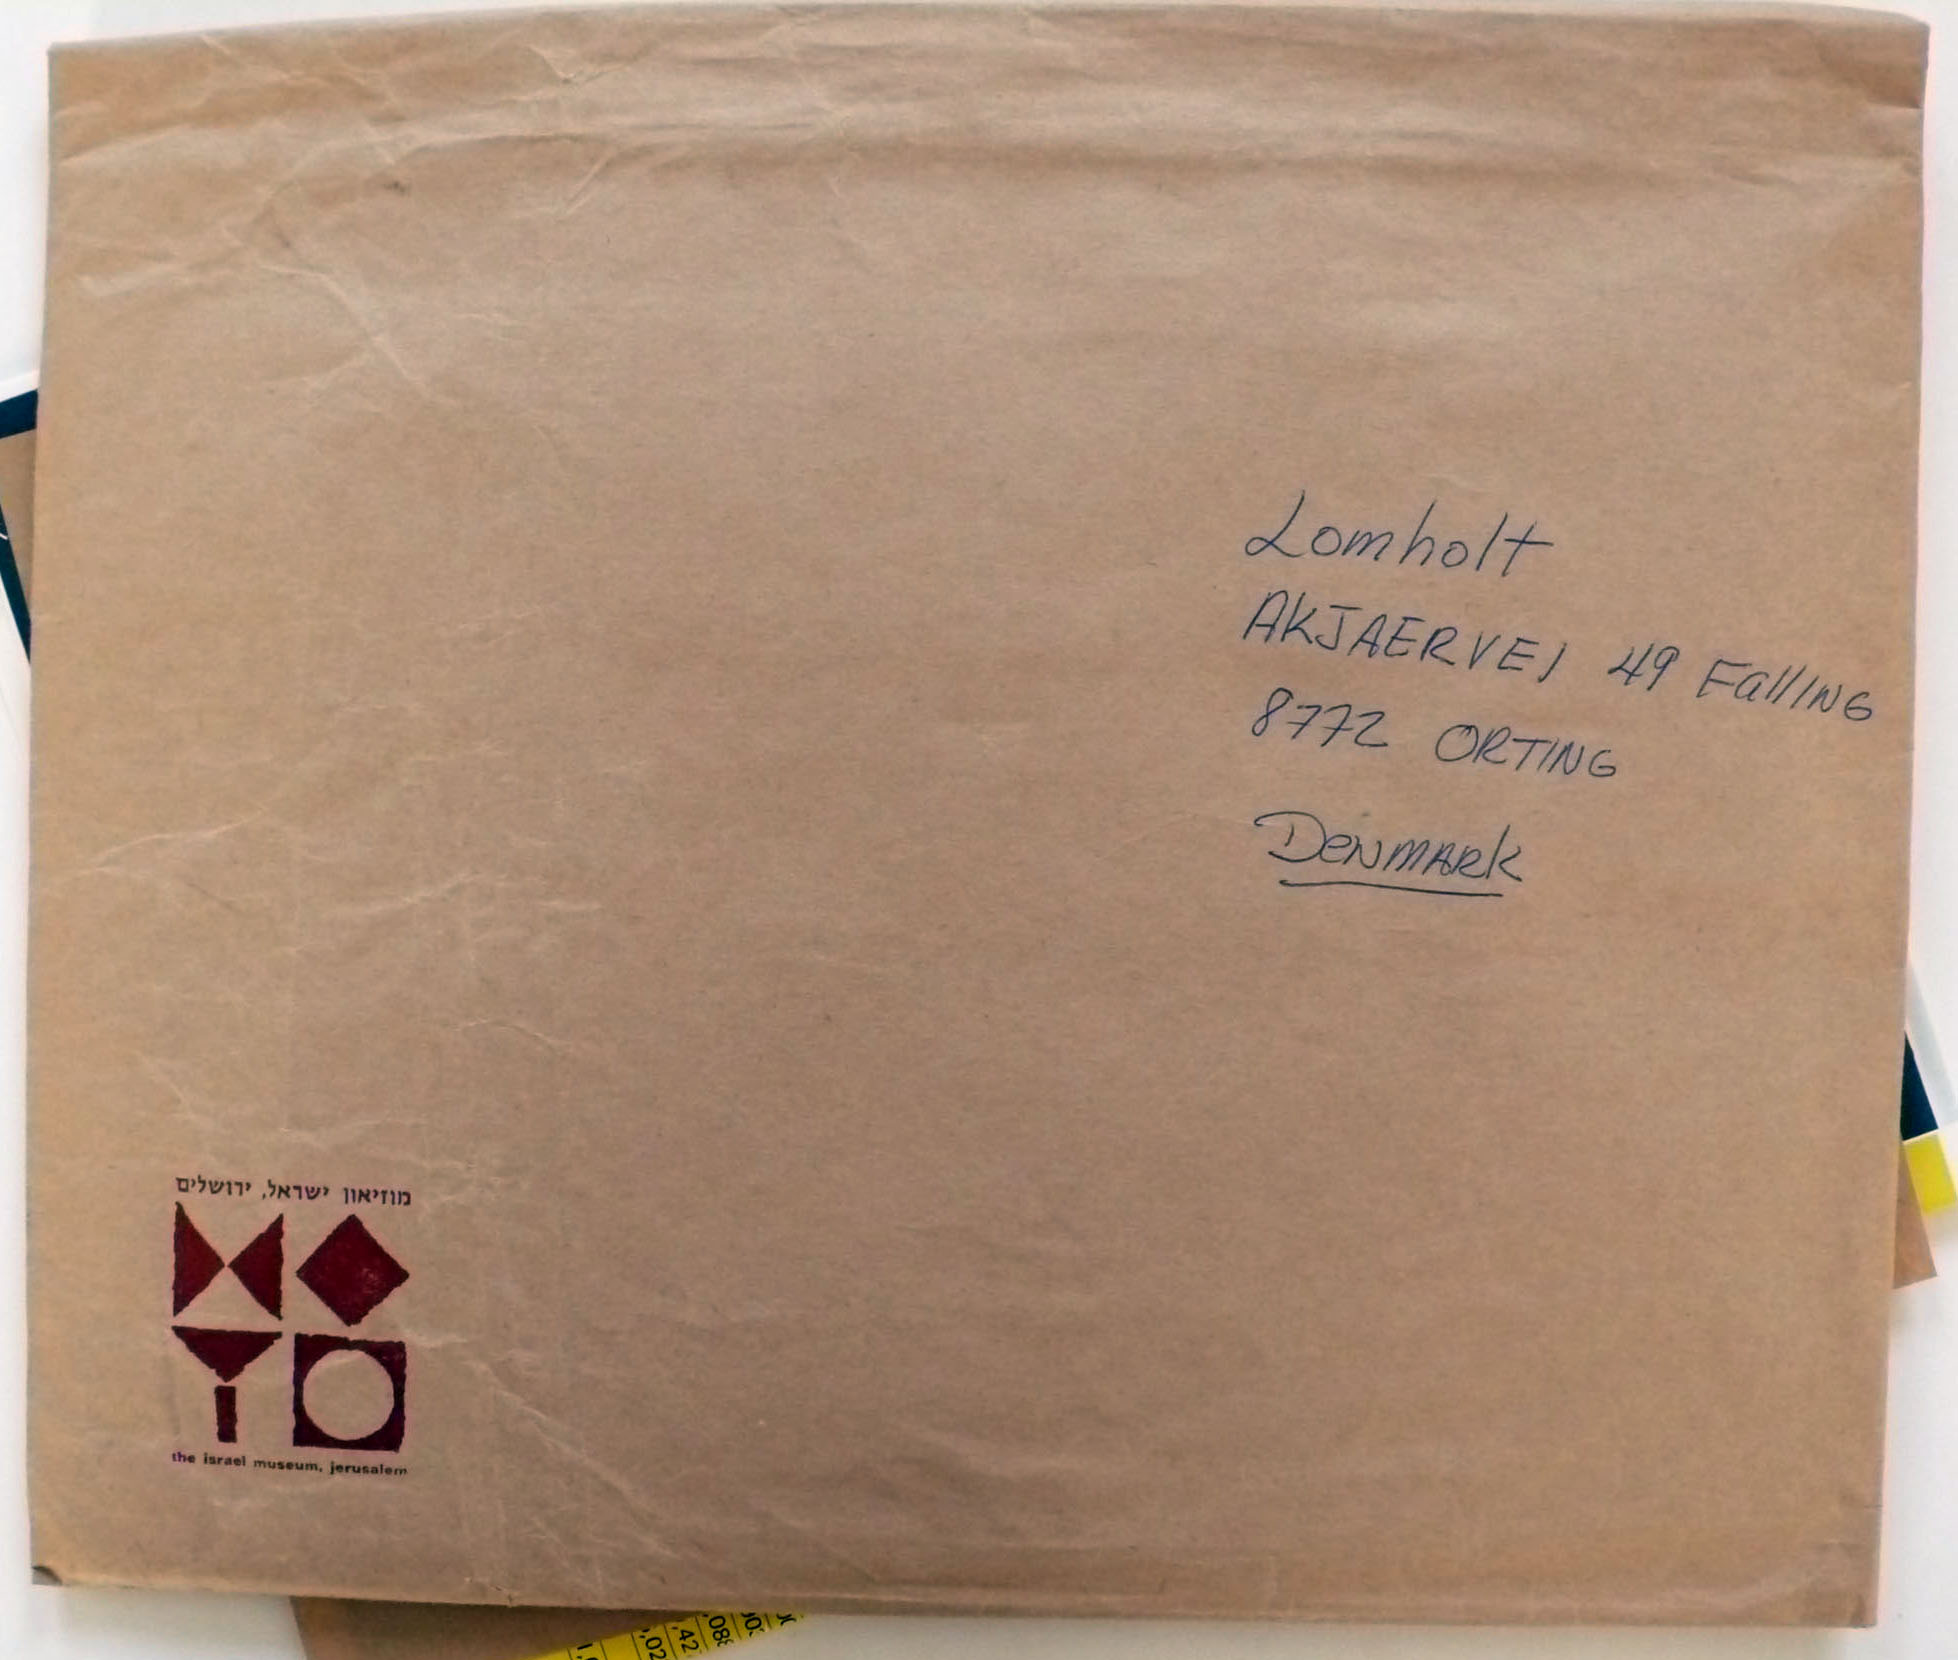 Lomholt
AKJAERVEJ 49 FallING
8772 ORTING
DeNMARK
מוזיאון ישראל, ירושלים
the israel museum, jerusalem